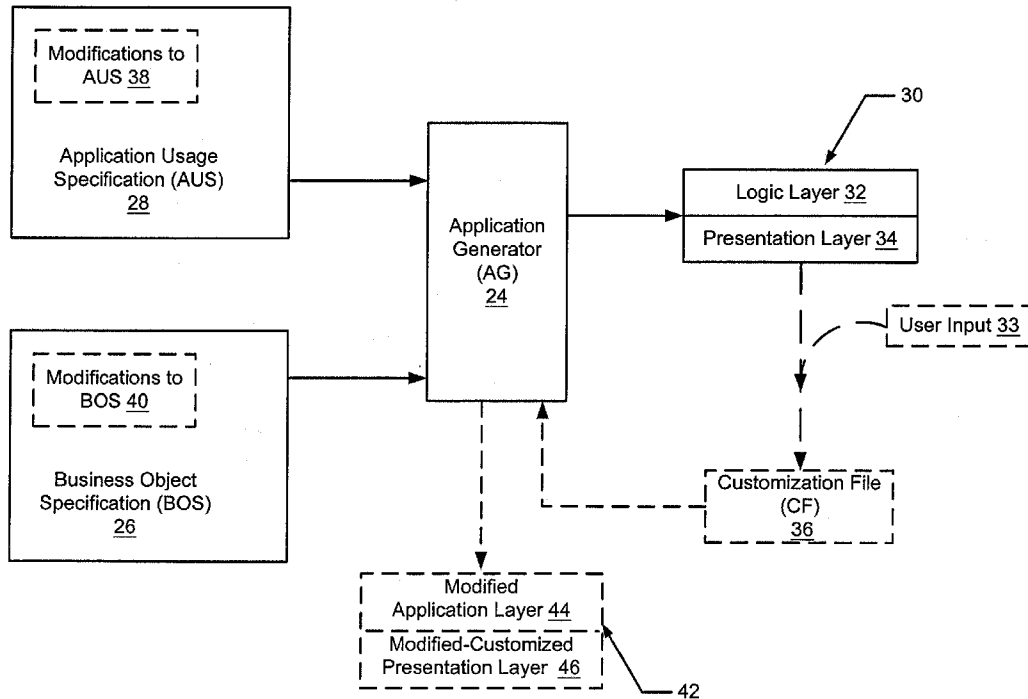 Modifications to
AUS 38
Application Usage
Specification (AUS)
28
Modifications to
BOS 40
Business Object
Specification (BOS)
26
Application
Generator
(AG)
24
30
Logic Layer 32
Presentation Layer 34
User Input 33
Customization File
(CF)
36
Modified
Application Layer 44
Modified-Customized
Presentation Layer 46
42